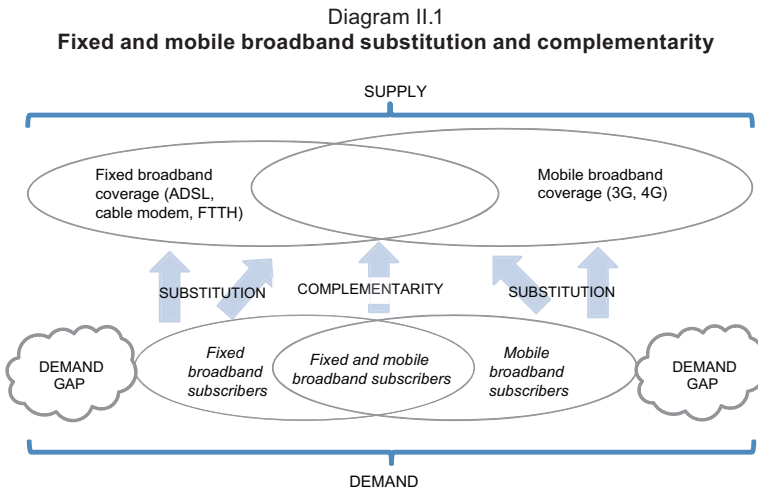 Diagram II.1
Fixed and mobile broadband substitution and complementarity
SUPPLY
Fixed broadband
coverage (ADSL,
cable modem, FTTH)
Mobile broadband
coverage (3G, 4G)
SUBSTITUTION
COMPLEMENTARITY
SUBSTITUTION
DEMAND
GAP
Fixed
broadband
subscribers
Fixed and mobile
broadband subscribers
Mobile
broadband
subscribers
DEMAND
GAP
DEMAND